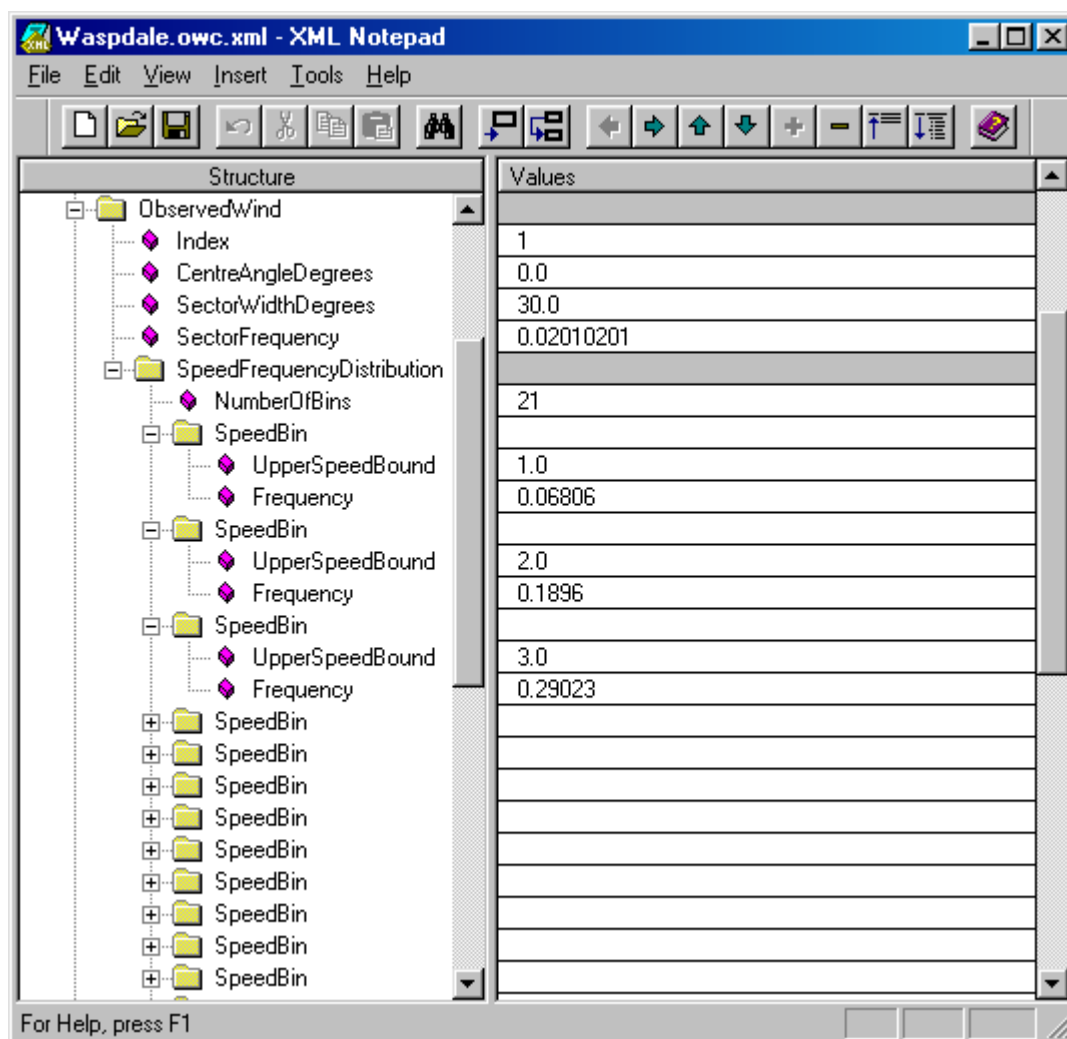 Waspdale.owc.xml - XML Notepad
File Edit View Insert Tools Help
XML
Structure Values
ObservedWind
Index 1
CentreAngleDegrees 0.0
SectorWidthDegrees 30.0
SectorFrequency 0.02010201
SpeedFrequencyDistribution
NumberOfBins 21
SpeedBin
UpperSpeedBound 1.0
Frequency 0.06806
SpeedBin
UpperSpeedBound 2.0
Frequency 0.1896
SpeedBin
UpperSpeedBound 3.0
Frequency 0.29023
SpeedBin
SpeedBin
SpeedBin
SpeedBin
SpeedBin
SpeedBin
SpeedBin
SpeedBin
SpeedBin
For Help, press F1